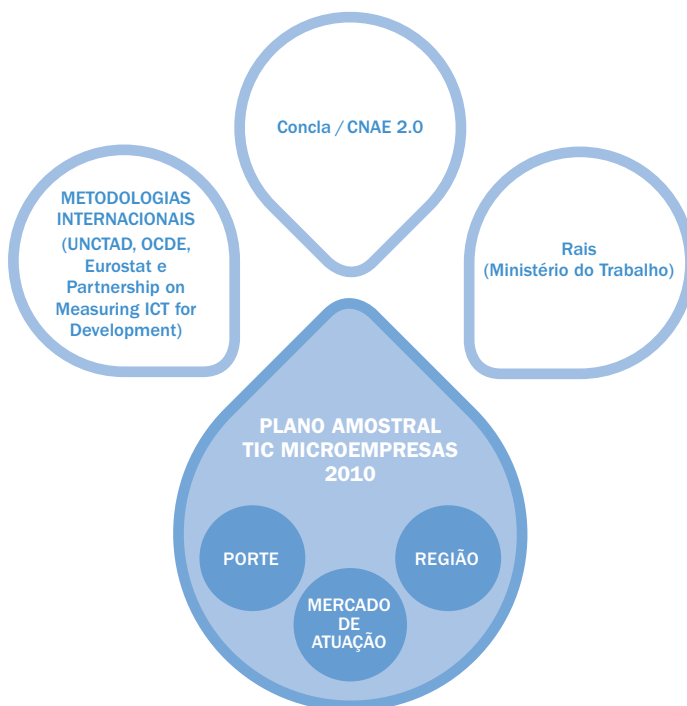 Concla / CNAE 2.0
METODOLOGIAS
INTERNACIONAIS
(UNCTAD, OCDE,
Eurostat e
Partnership on
Measuring ICT for
Development)
Rais
(Ministério do Trabalho)
PLANO AMOSTRAL
TIC MICROEMPRESAS
2010
PORTE
REGIÃO
MERCADO
DE
ATUAÇÃO